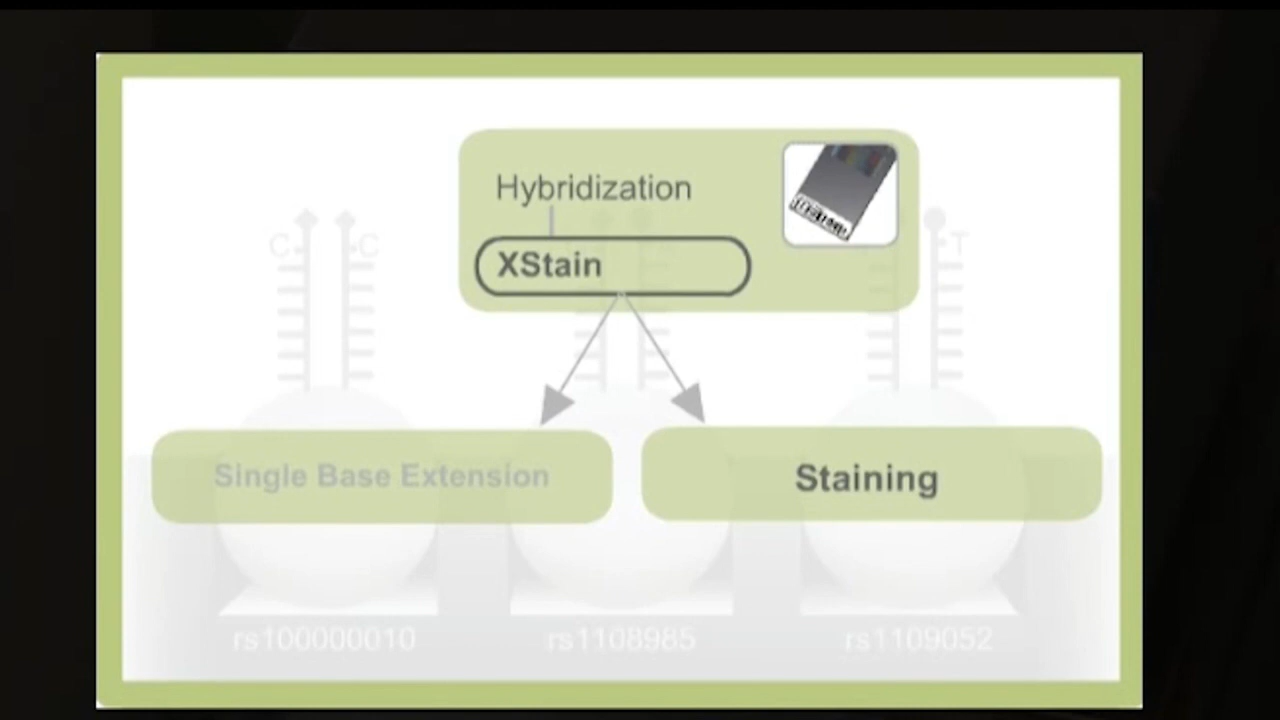 Hybridization
XStain
C
C
T
Single Base Extension
Staining
rs100000010
rs1108985
rs1109052